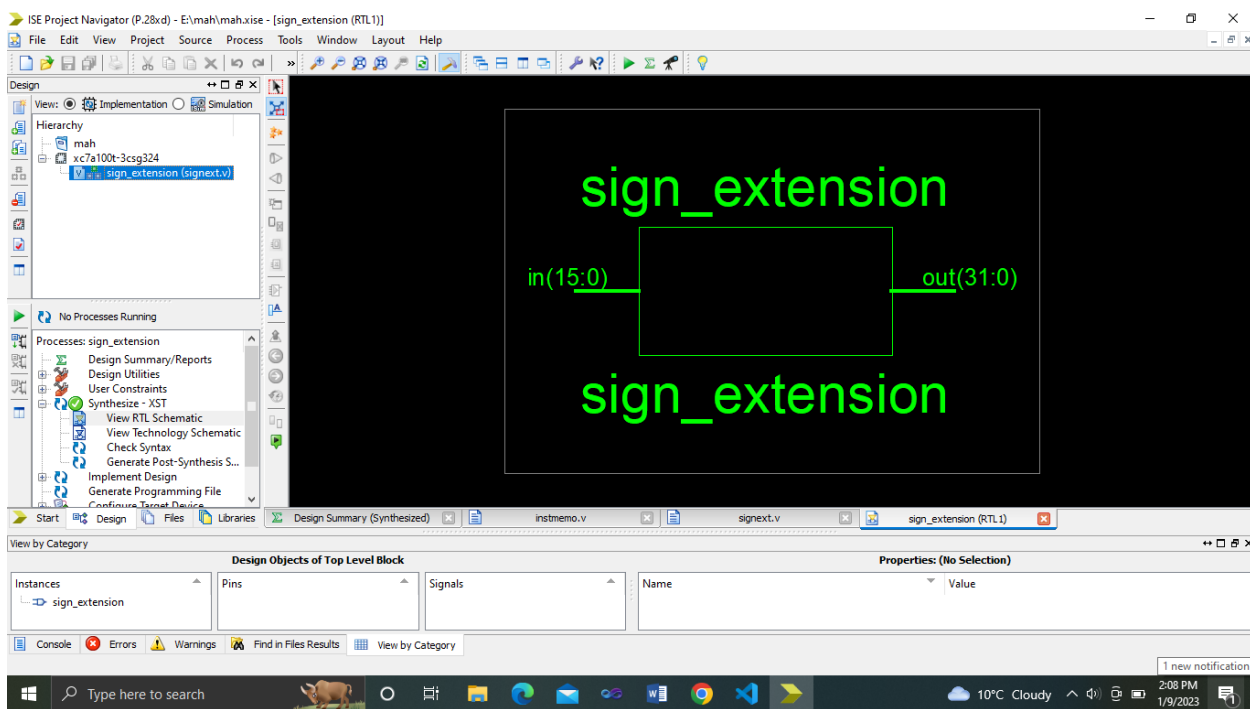 ISE Project Navigator (P.28xd) - E:\mah\mah.xise - [sign_extension (RTL1)]
File Edit View Project Source Process Tools Window Layout Help
Design
View: Implementation Simulation
Hierarchy
mah
xc7a100t-3csg324
sign_extension (signext.v)
No Processes Running
Processes: sign_extension
Design Summary/Reports
Design Utilities
User Constraints
Synthesize - XST
View RTL Schematic
View Technology Schematic
Check Syntax
Generate Post-Synthesis S...
Implement Design
Generate Programming File
Configure Target Device
sign_extension
in(15:0)
out(31:0)
sign_extension
Start Design Files Libraries
Design Summary (Synthesized) instmemo.v signext.v sign_extension (RTL1)
View by Category
Design Objects of Top Level Block
Properties: (No Selection)
Instances Pins Signals Name Value
sign_extension
Console Errors Warnings Find in Files Results View by Category
1 new notification
Type here to search
10°C Cloudy
2:08 PM
1/9/2023